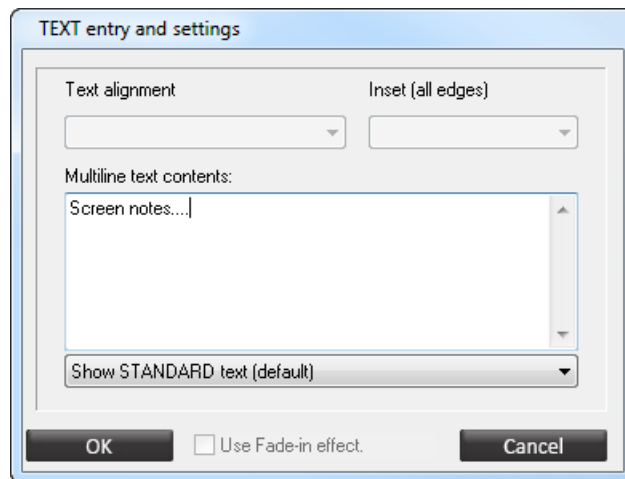 TEXT entry and settings
Text alignment Inset (all edges)
Multiline text contents:
Screen notes....
Show STANDARD text (default)
OK Use Fade-in effect. Cancel